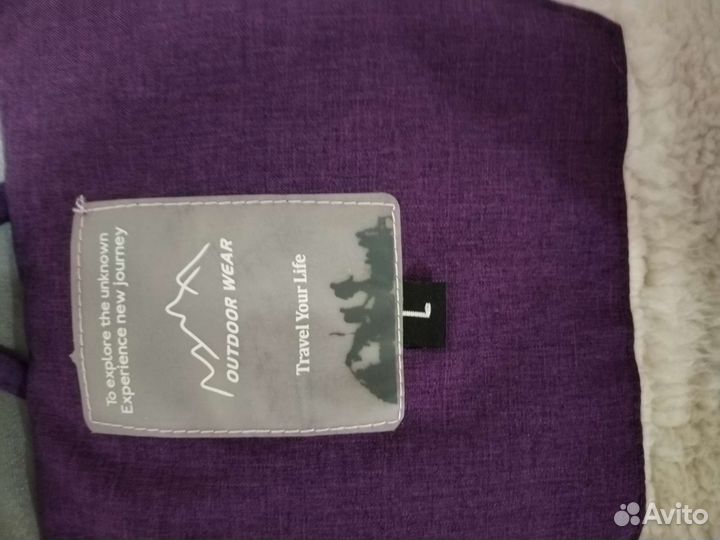 To explore the unknown
Experience new journey
OUTDOOR WEAR
Travel Your Life
L
Avito